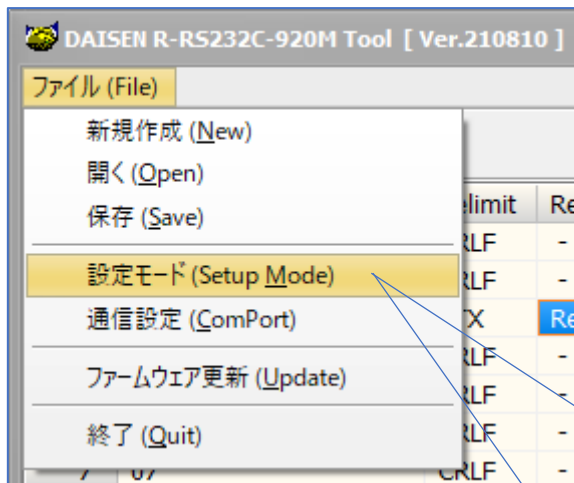 DAISEN R-RS232C-920M Tool [ Ver.210810 ]
ファイル (File)
新規作成 (New)
開く (Open)
保存 (Save)
設定モード (Setup Mode)
通信設定 (ComPort)
ファームウェア更新 (Update)
終了 (Quit)
elimit Re
RLF -
RLF -
TX Re
RLF -
RLF -
RLF -
7 07 CRLF -